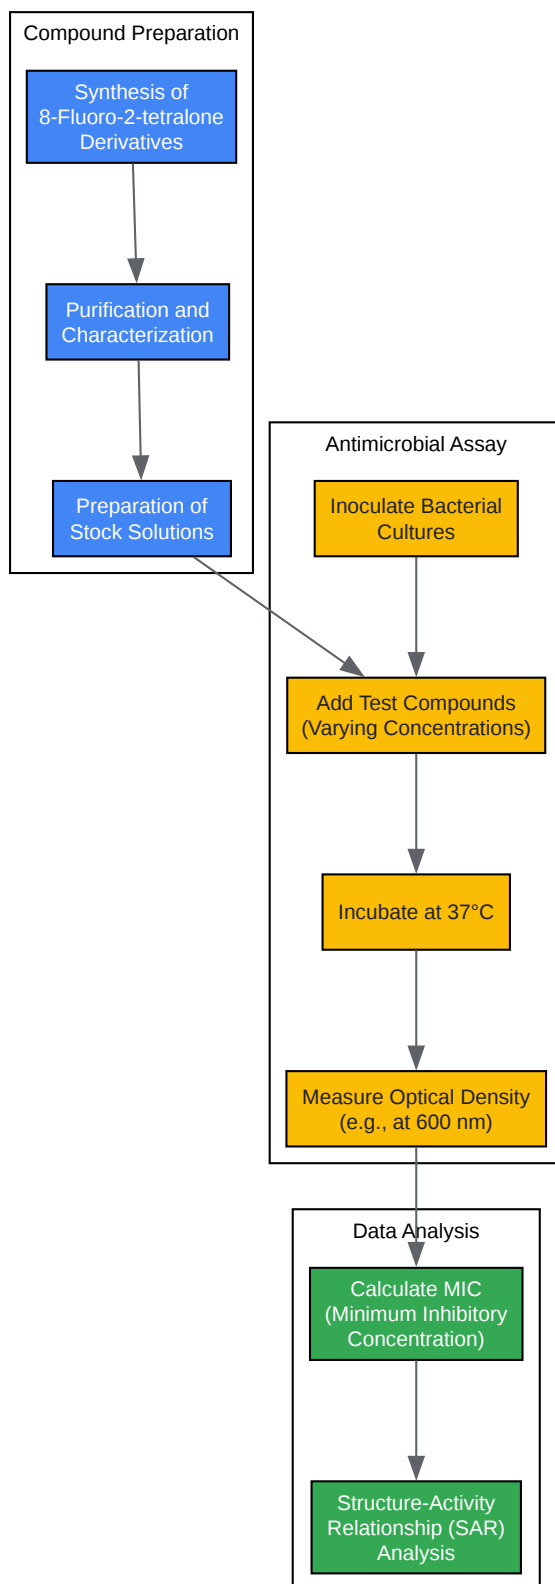 Compound Preparation
Synthesis of
8-Fluoro-2-tetralone
Derivatives
Purification and
Characterization
Preparation of
Stock Solutions
Antimicrobial Assay
Inoculate Bacterial
Cultures
Add Test Compounds
(Varying Concentrations)
Incubate at 37°C
Measure Optical Density
(e.g., at 600 nm)
Data Analysis
Calculate MIC
(Minimum Inhibitory
Concentration)
Structure-Activity
Relationship (SAR)
Analysis